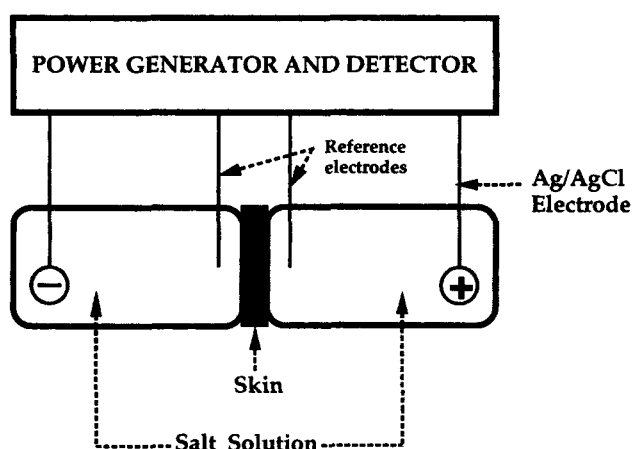 POWER GENERATOR AND DETECTOR
Reference
electrodes
Ag/AgCl
Electrode
−
+
Skin
Salt Solution